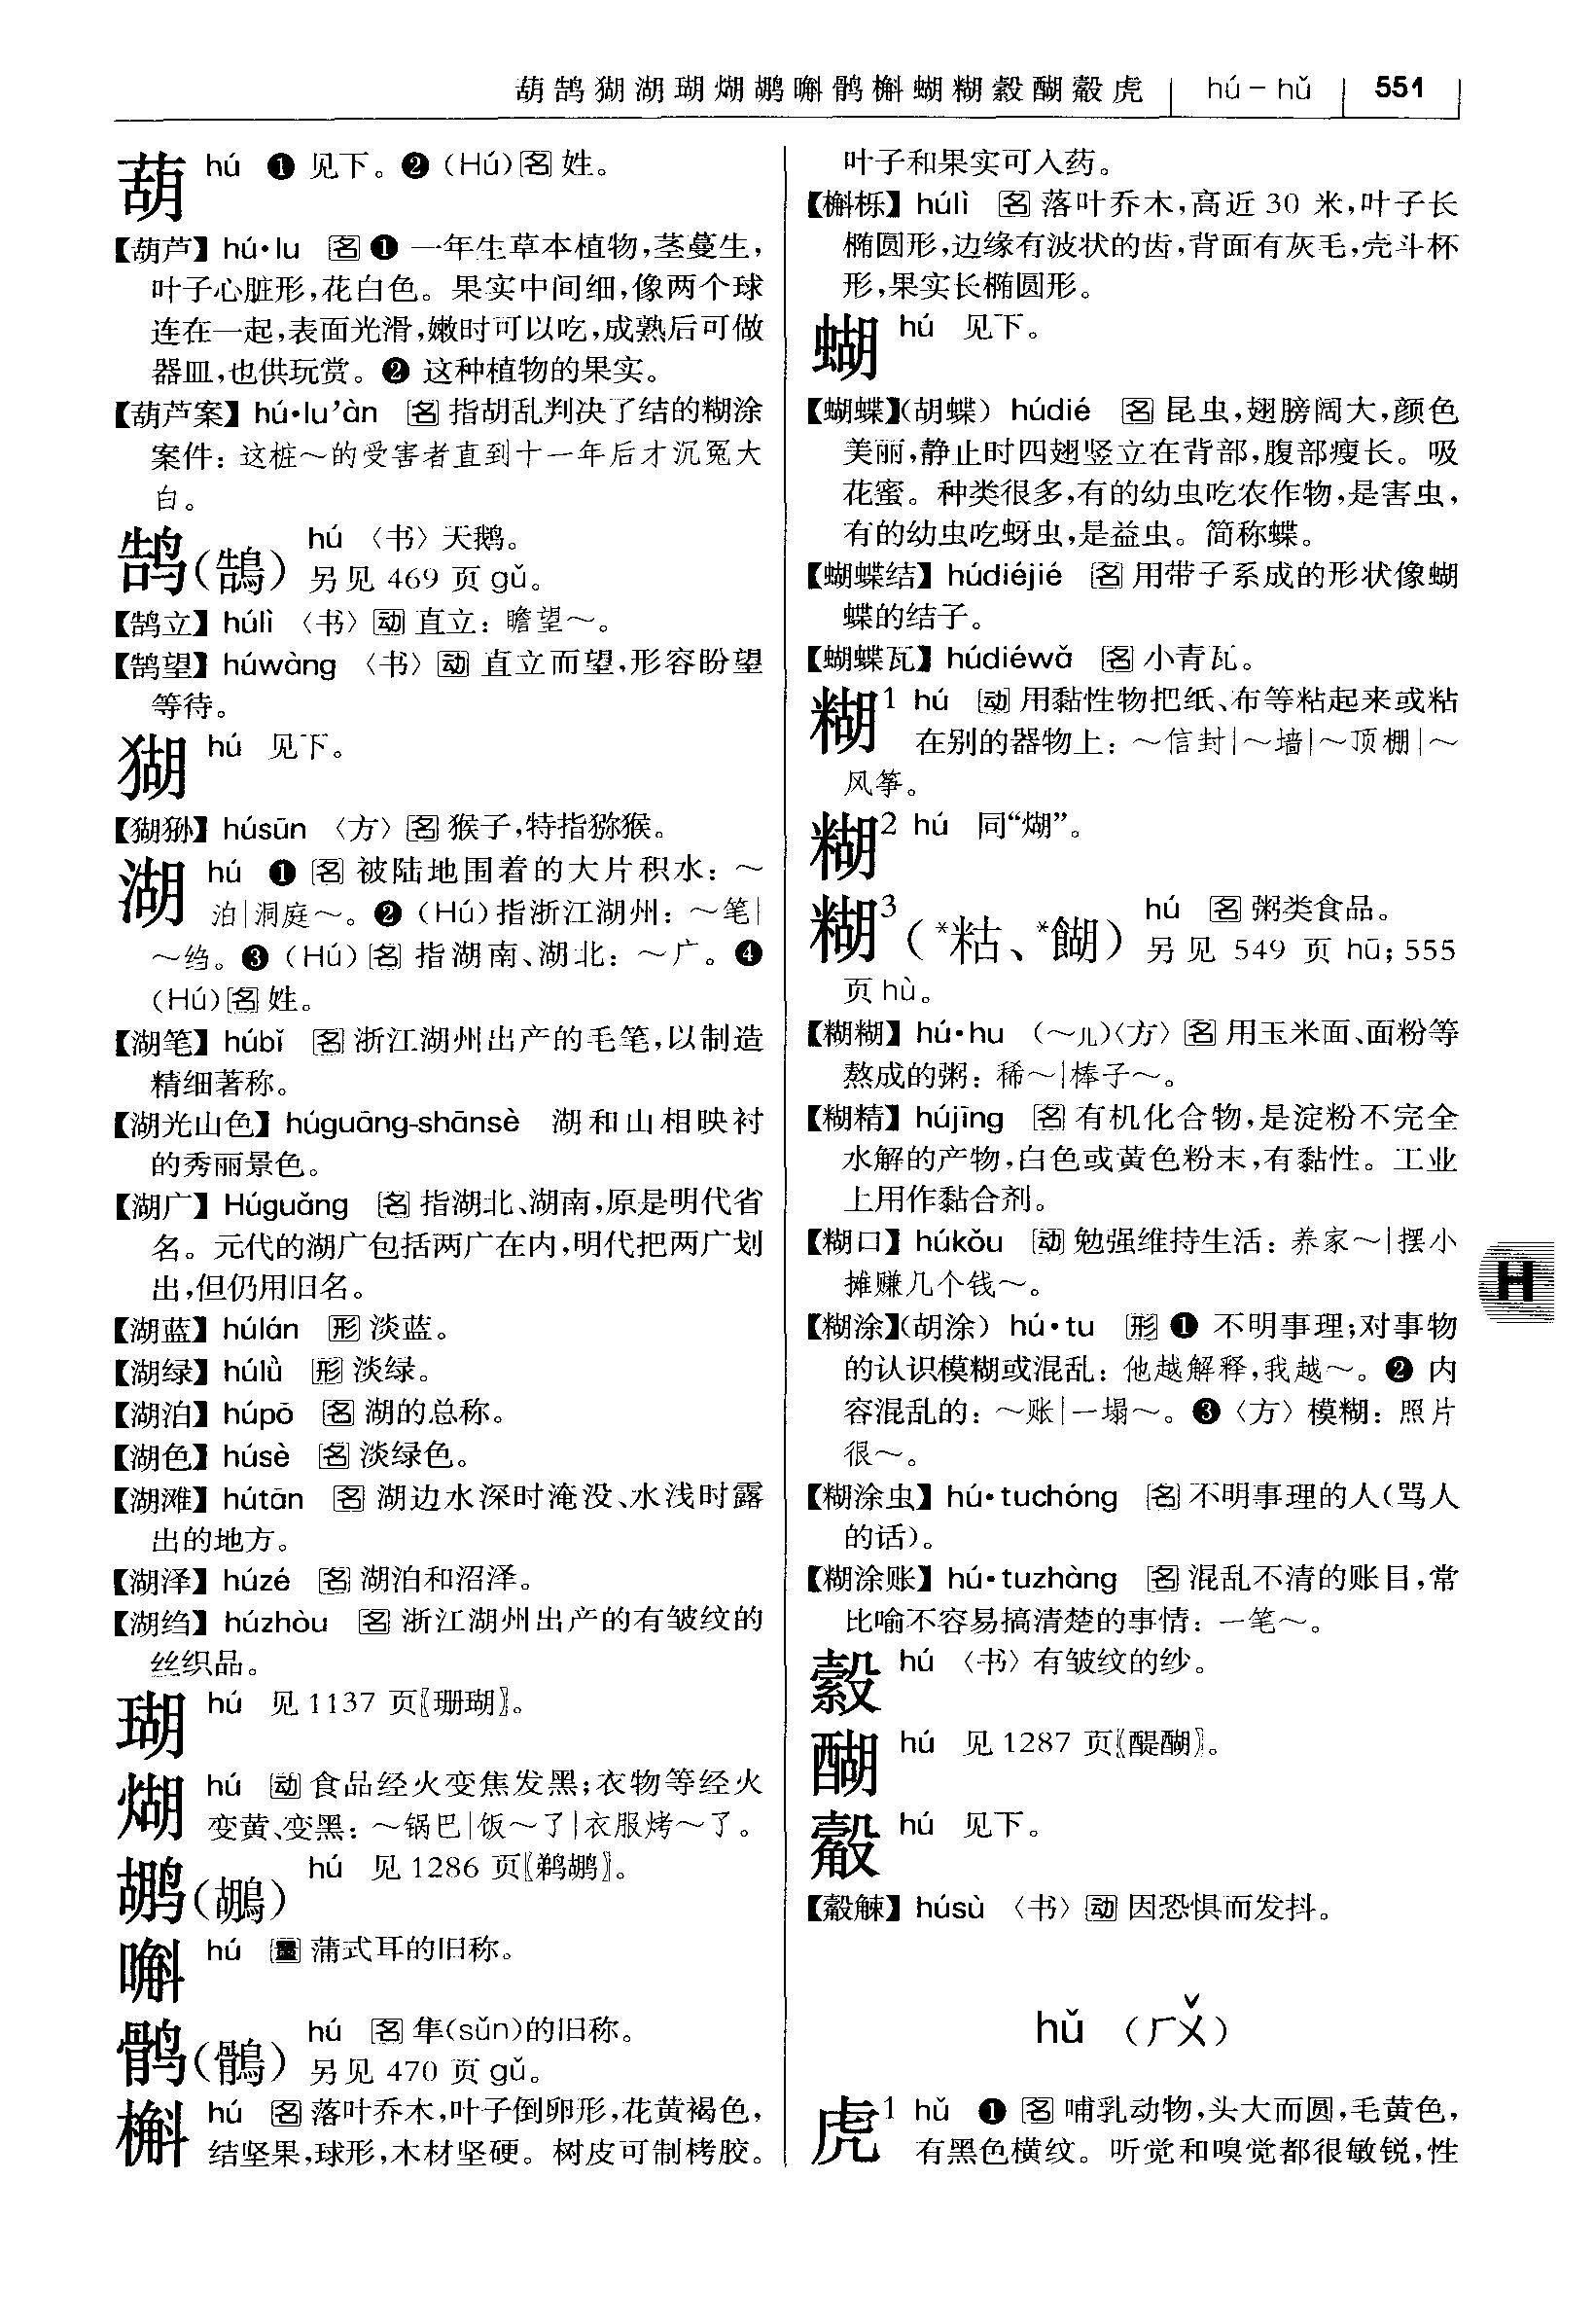 葫鹄猢湖瑚煳鹕㗅鹘槲蝴糊縠醐觳虎 hú－hǔ 551
葫 hú ❶ 见下。❷（Hú）名 姓。
【葫芦】hú·lu 名 ❶ 一年生草本植物，茎蔓生，
叶子心脏形，花白色。果实中间细，像两个球
连在一起，表面光滑，嫩时可以吃，成熟后可做
器皿，也供玩赏。❷ 这种植物的果实。
【葫芦案】hú·lu’àn 名 指胡乱判决了结的糊涂
案件：这桩～的受害者直到十一年后才沉冤大
白。
鹄（鵠） hú 〈书〉天鹅。
另见 469 页 gǔ。
【鹄立】húlì 〈书〉动 直立：瞻望～。
【鹄望】húwàng 〈书〉动 直立而望，形容盼望
等待。
猢 hú 见下。
【猢狲】húsūn 〈方〉名 猴子，特指猕猴。
湖 hú ❶ 名 被陆地围着的大片积水：～
泊|洞庭～。❷（Hú）指浙江湖州：～笔|
～绉。❸（Hú）名 指湖南、湖北：～广。❹
（Hú）名 姓。
【湖笔】húbǐ 名 浙江湖州出产的毛笔，以制造
精细著称。
【湖光山色】húguāng-shānsè 湖和山相映衬
的秀丽景色。
【湖广】Húguǎng 名 指湖北、湖南，原是明代省
名。元代的湖广包括两广在内，明代把两广划
出，但仍用旧名。
【湖蓝】húlán 形 淡蓝。
【湖绿】húlǜ 形 淡绿。
【湖泊】húpō 名 湖的总称。
【湖色】húsè 名 淡绿色。
【湖滩】hútān 名 湖边水深时淹没、水浅时露
出的地方。
【湖泽】húzé 名 湖泊和沼泽。
【湖绉】húzhòu 名 浙江湖州出产的有皱纹的
丝织品。
瑚 hú 见 1137 页〖珊瑚〗。
煳 hú 动 食品经火变焦发黑；衣物等经火
变黄、变黑：～锅巴|饭～了|衣服烤～了。
鹕（鶘） hú 见 1286 页〖鹈鹕〗。
㗅 hú 量 蒲式耳的旧称。
鹘（鶻） hú 名 隼(sǔn)的旧称。
另见 470 页 gǔ。
槲 hú 名 落叶乔木，叶子倒卵形，花黄褐色，
结坚果，球形，木材坚硬。树皮可制栲胶。
叶子和果实可入药。
【槲栎】húlì 名 落叶乔木，高近 30 米，叶子长
椭圆形，边缘有波状的齿，背面有灰毛，壳斗杯
形，果实长椭圆形。
蝴 hú 见下。
【蝴蝶】（胡蝶） húdié 名 昆虫，翅膀阔大，颜色
美丽，静止时四翅竖立在背部，腹部瘦长。吸
花蜜。种类很多，有的幼虫吃农作物，是害虫，
有的幼虫吃蚜虫，是益虫。简称蝶。
【蝴蝶结】húdiéjié 名 用带子系成的形状像蝴
蝶的结子。
【蝴蝶瓦】húdiéwǎ 名 小青瓦。
糊1 hú 动 用黏性物把纸、布等粘起来或粘
在别的器物上：～信封|～墙|～顶棚|～
风筝。
糊2 hú 同“煳”。
糊3（*粘、*餬） hú 名 粥类食品。
另见 549 页 hū；555
页 hù。
【糊糊】hú·hu （～儿）〈方〉名 用玉米面、面粉等
熬成的粥：稀～|棒子～。
【糊精】hújīng 名 有机化合物，是淀粉不完全
水解的产物，白色或黄色粉末，有黏性。工业
上用作黏合剂。
【糊口】húkǒu 动 勉强维持生活：养家～|摆小
摊赚几个钱～。
【糊涂】（胡涂） hú·tu 形 ❶ 不明事理；对事物
的认识模糊或混乱：他越解释，我越～。❷ 内
容混乱的：～账|一塌～。❸〈方〉模糊：照片
很～。
【糊涂虫】hú·tuchóng 名 不明事理的人（骂人
的话）。
【糊涂账】hú·tuzhàng 名 混乱不清的账目，常
比喻不容易搞清楚的事情：一笔～。
縠 hú 〈书〉有皱纹的纱。
醐 hú 见 1287 页〖醍醐〗。
觳 hú 见下。
【觳觫】húsù 〈书〉动 因恐惧而发抖。
H
hǔ （ㄏㄨˇ）
虎1 hǔ ❶ 名 哺乳动物，头大而圆，毛黄色，
有黑色横纹。听觉和嗅觉都很敏锐，性